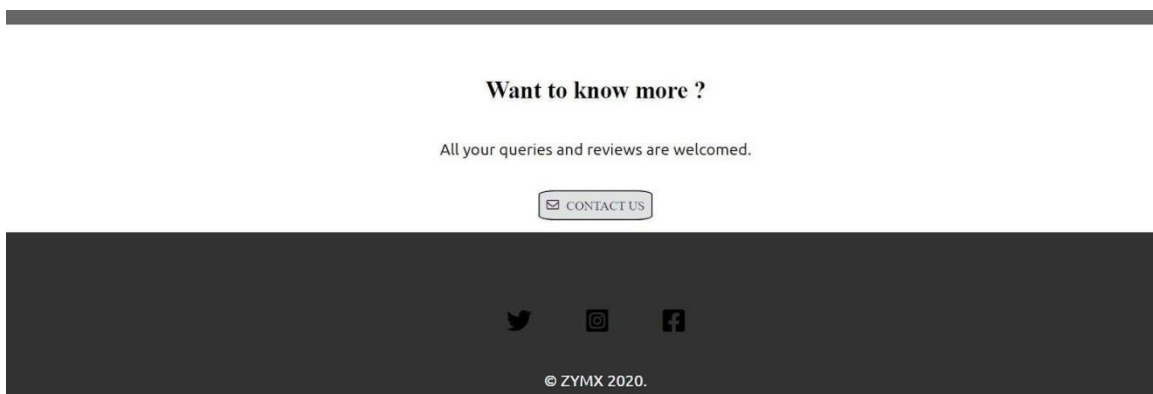 Want to know more ?
All your queries and reviews are welcomed.
CONTACT US
© ZYMX 2020.